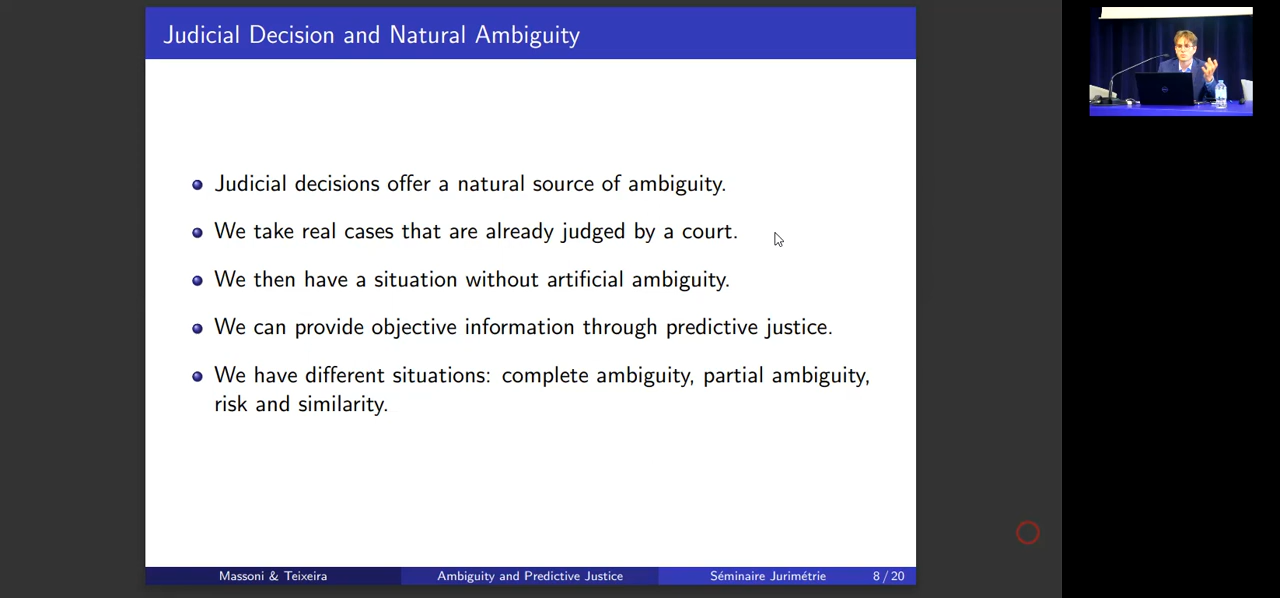 Judicial Decision and Natural Ambiguity
Judicial decisions offer a natural source of ambiguity.
We take real cases that are already judged by a court.
We then have a situation without artificial ambiguity.
We can provide objective information through predictive justice.
We have different situations: complete ambiguity, partial ambiguity,
risk and similarity.
Massoni & Teixeira Ambiguity and Predictive Justice Séminaire Jurimétrie 8 / 20